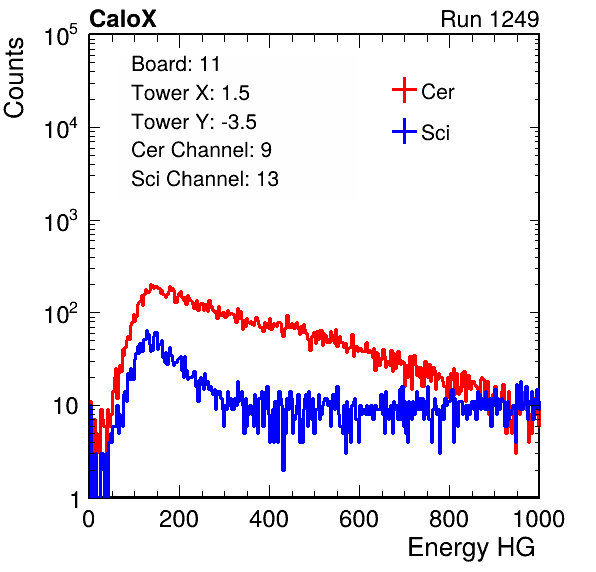 CaloX Run 1249
Counts
10^5
10^4
10^3
10^2
10
1
Board: 11
Tower X: 1.5
Tower Y: -3.5
Cer Channel: 9
Sci Channel: 13
Cer
Sci
0 200 400 600 800 1000
Energy HG